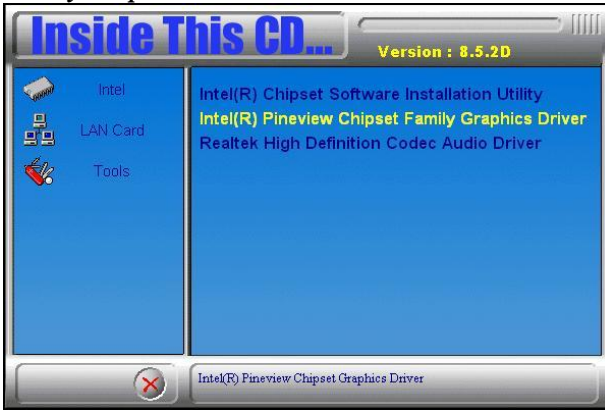 Inside This CD...
Version : 8.5.2D
Intel
LAN Card
Tools
Intel(R) Chipset Software Installation Utility
Intel(R) Pineview Chipset Family Graphics Driver
Realtek High Definition Codec Audio Driver
Intel(R) Pineview Chipset Graphics Driver